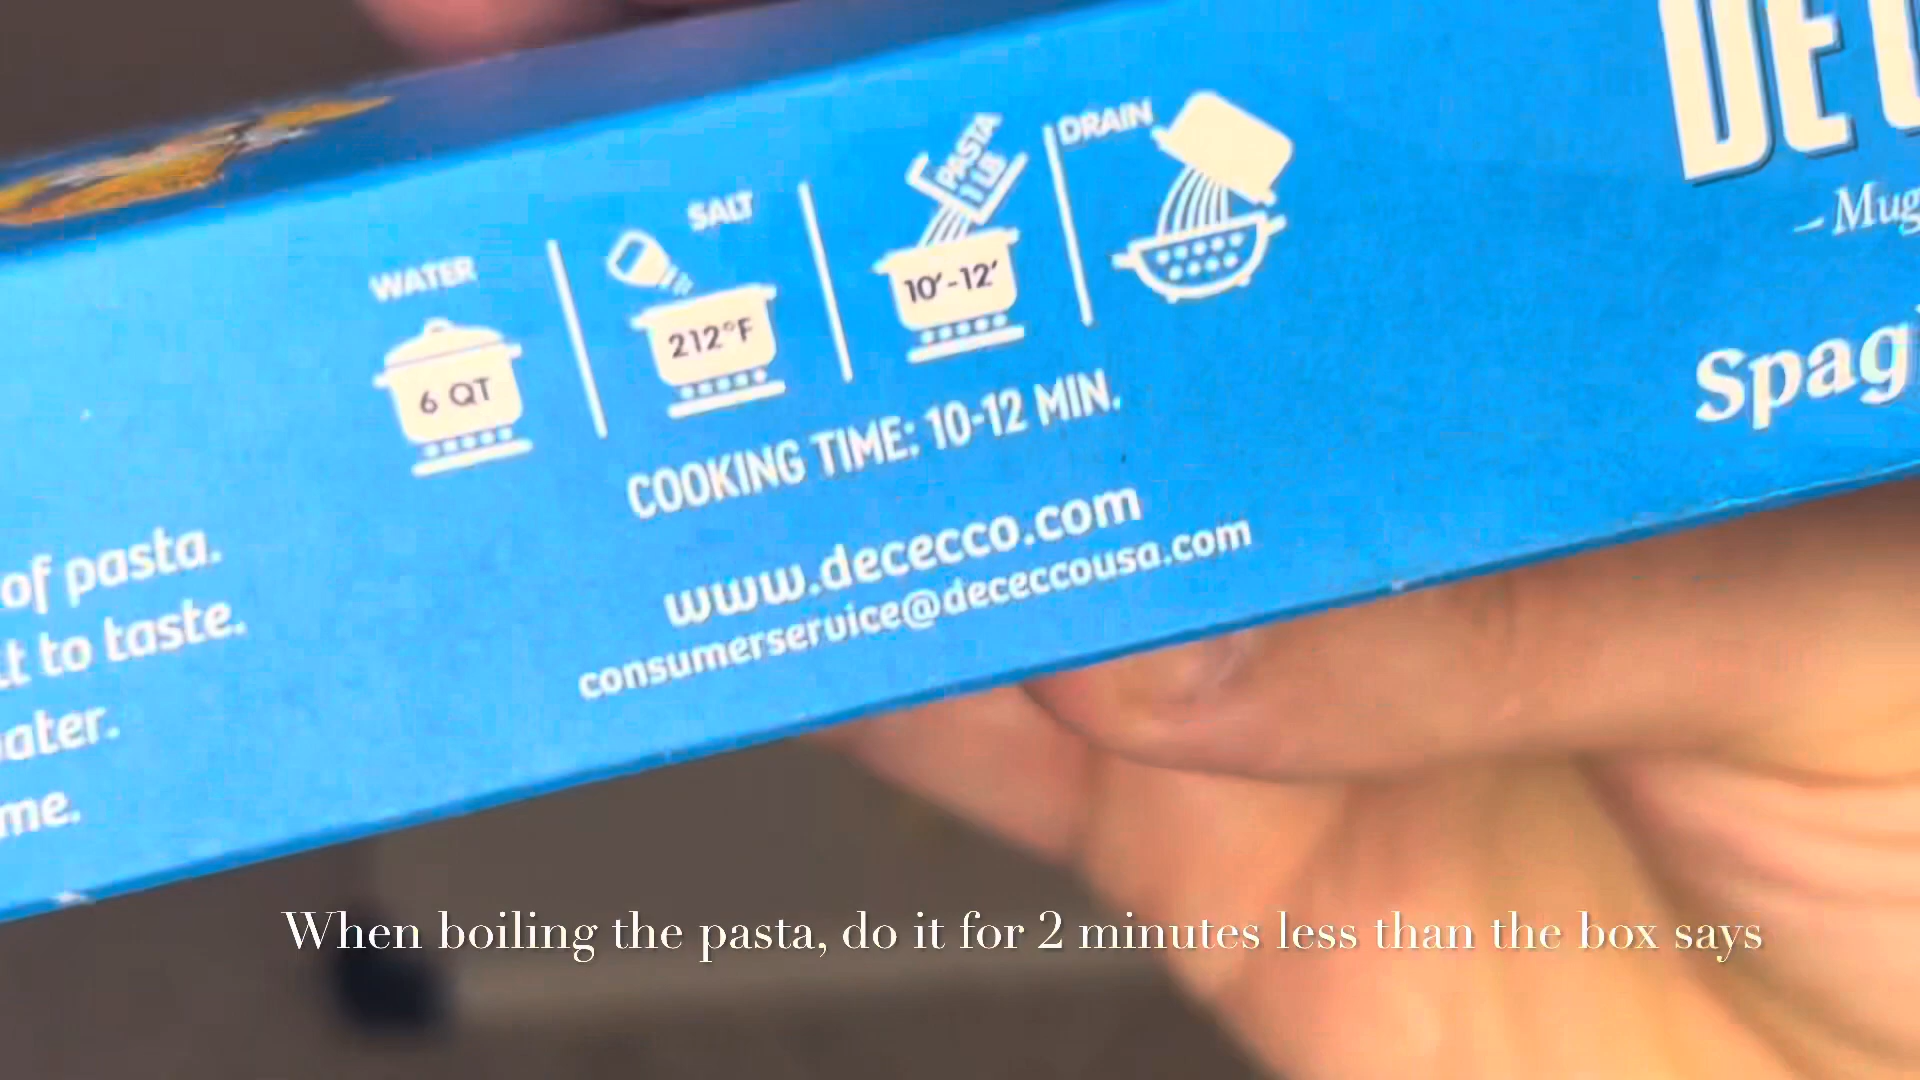 WATER
6 QT
SALT
212°F
PASTA
1 LB
10'-12'
DRAIN
COOKING TIME: 10-12 MIN.
www.dececco.com
consumerservice@dececcousa.com
of pasta.
to taste.
me.
DE
Spag
When boiling the pasta, do it for 2 minutes less than the box says